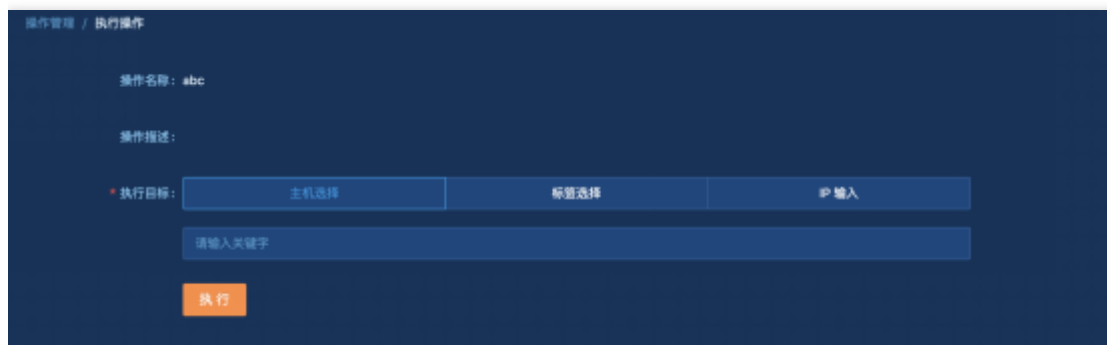 操作管理 / 执行操作
操作名称: abc
操作描述:
* 执行目标: 主机选择 标签选择 IP 输入
请输入关键字
执 行